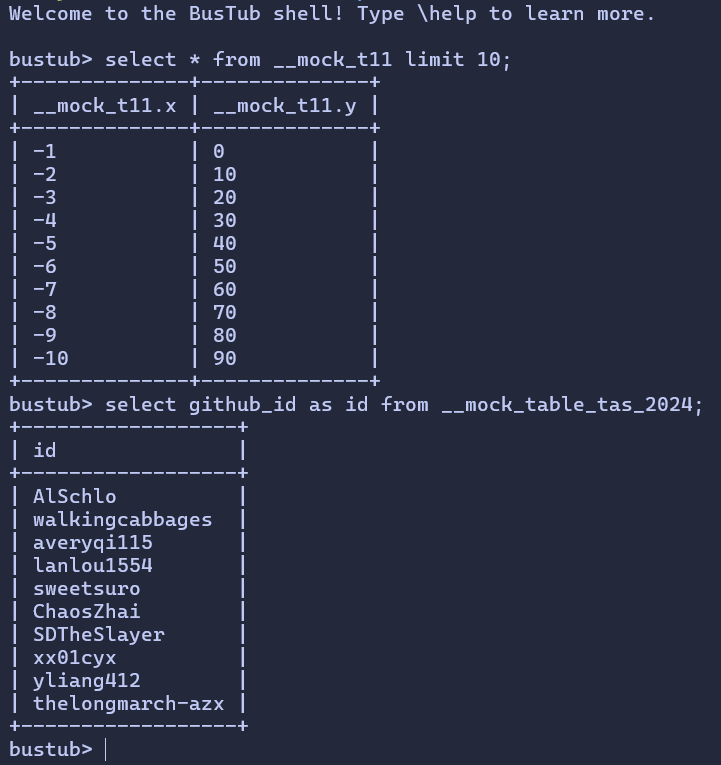 Welcome to the BusTub shell! Type \help to learn more.

bustub> select * from __mock_t11 limit 10;
+--------------+--------------+
| __mock_t11.x | __mock_t11.y |
+--------------+--------------+
| -1           | 0            |
| -2           | 10           |
| -3           | 20           |
| -4           | 30           |
| -5           | 40           |
| -6           | 50           |
| -7           | 60           |
| -8           | 70           |
| -9           | 80           |
| -10          | 90           |
+--------------+--------------+
bustub> select github_id as id from __mock_table_tas_2024;
+------------------+
| id               |
+------------------+
| AlSchlo          |
| walkingcabbages  |
| averyqi115       |
| lanlou1554       |
| sweetsuro        |
| ChaosZhai        |
| SDTheSlayer      |
| xx01cyx          |
| yliang412        |
| thelongmarch-azx |
+------------------+
bustub>